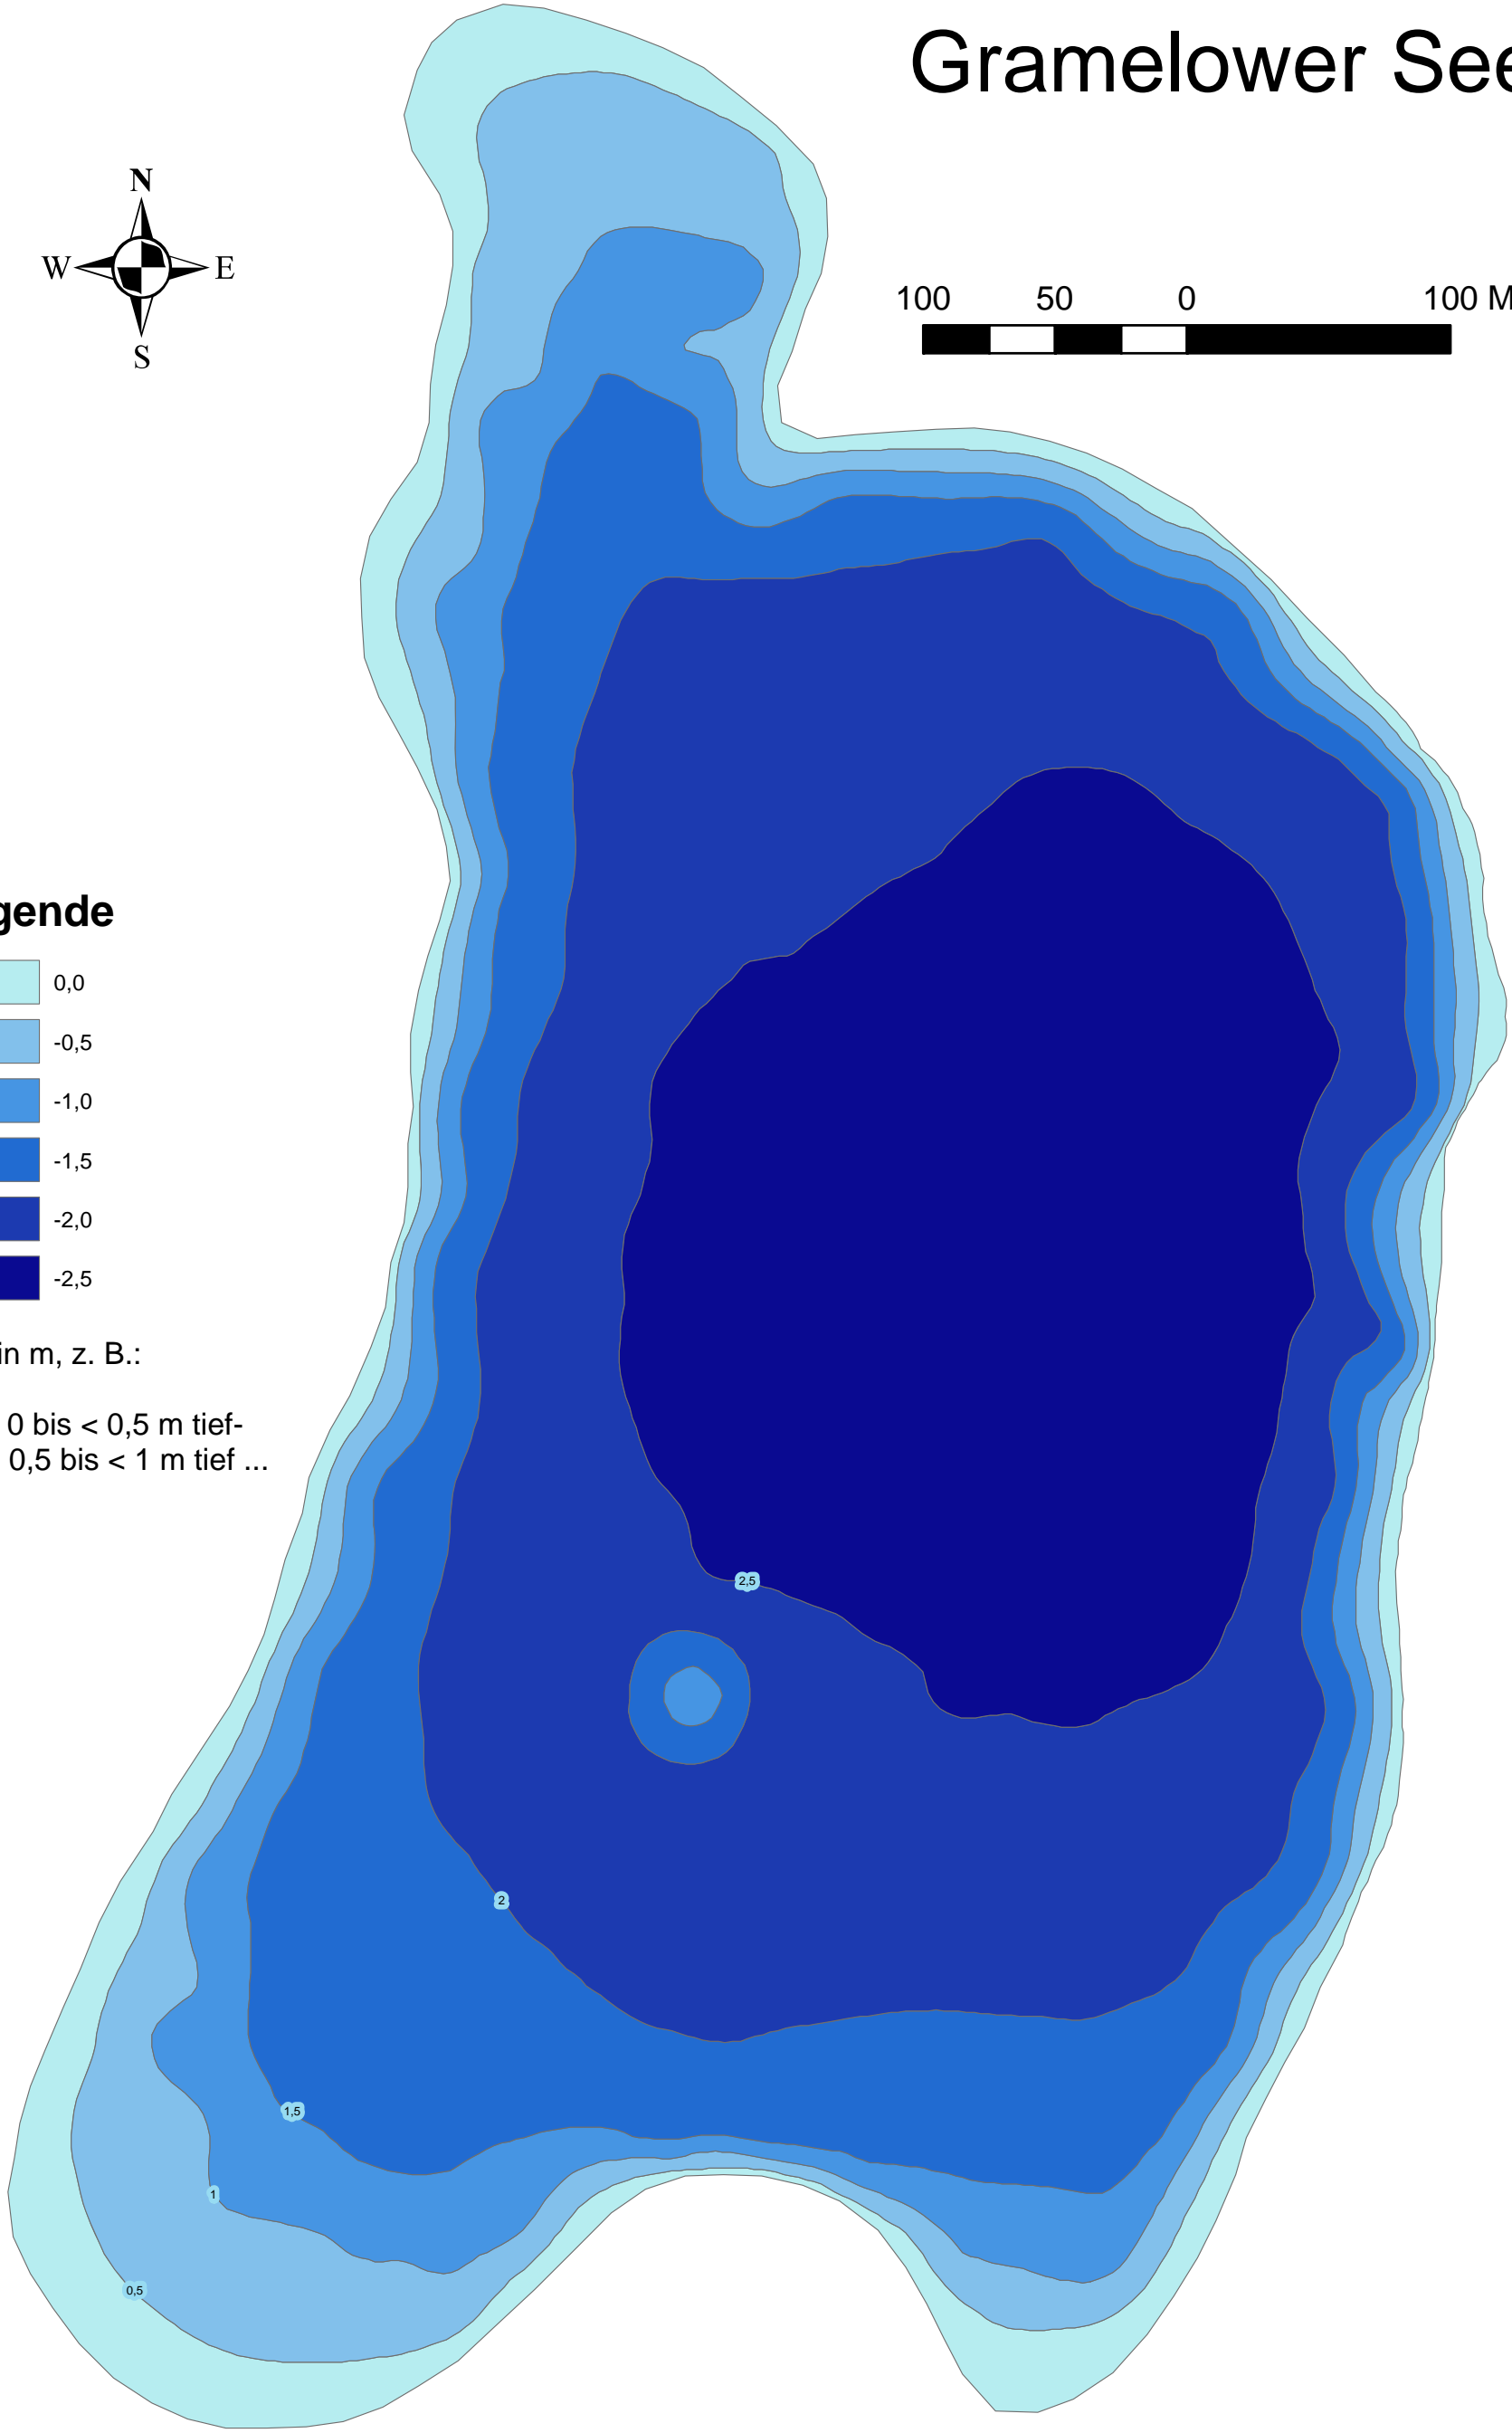 Gramelower See
N
W E
S
100 50 0 100 M
gende
0,0
-0,5
-1,0
-1,5
-2,0
-2,5
in m, z. B.:
0 bis < 0,5 m tief-
0,5 bis < 1 m tief ...
2,5
2
1,5
1
0,5